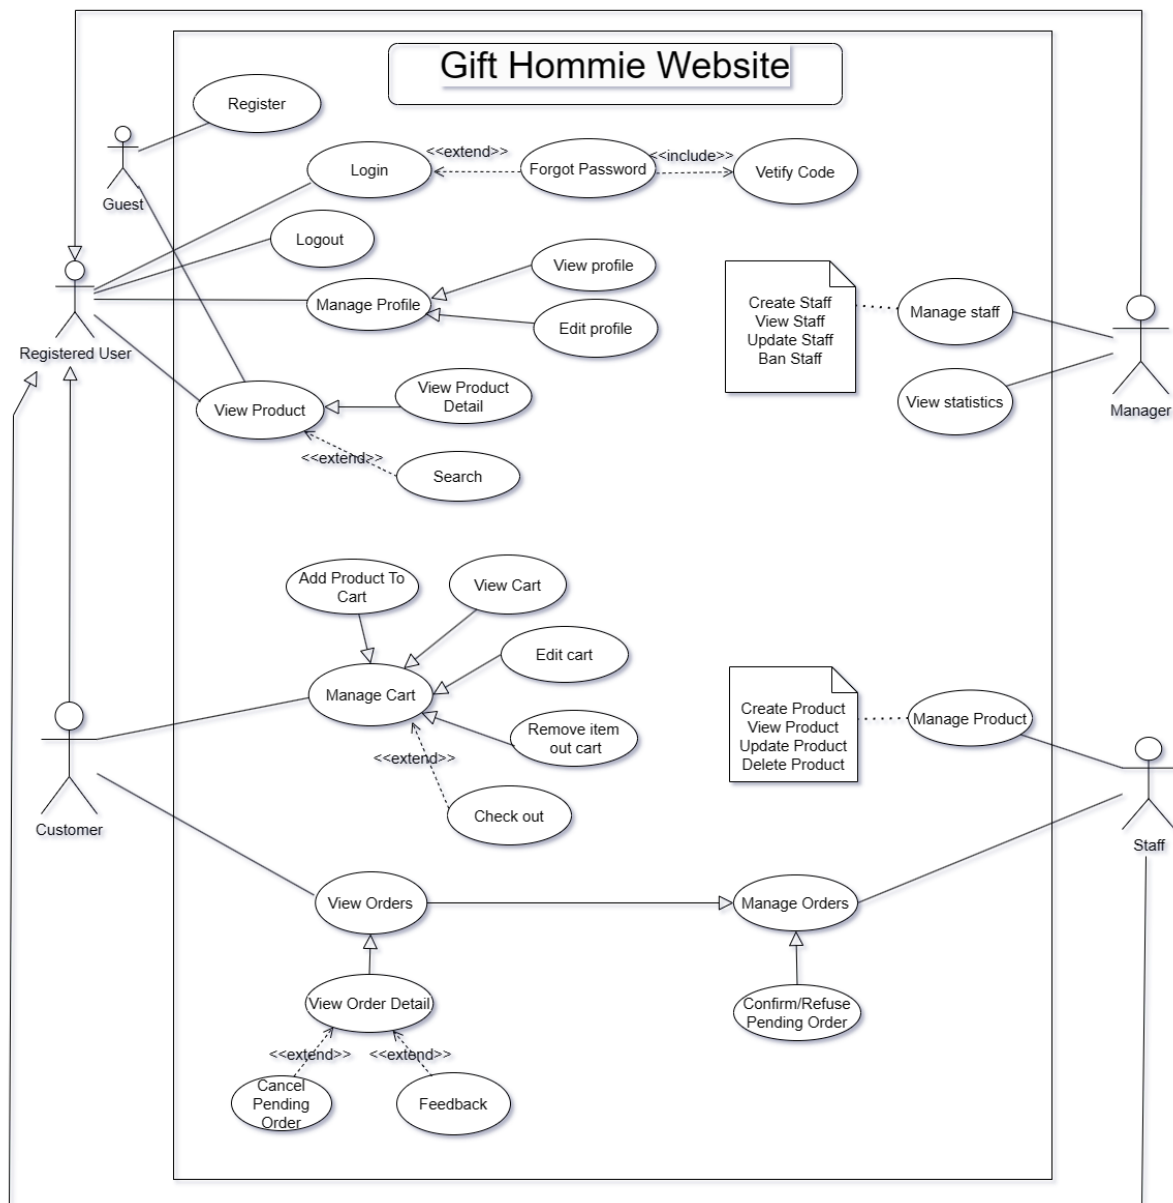 Gift Hommie Website
Register
Guest
Login
<<extend>>
Forgot Password
<<include>>
Vetify Code
Logout
Registered User
Manage Profile
View profile
Edit profile
Create Staff
View Staff
Update Staff
Ban Staff
Manage staff
View statistics
Manager
View Product
View Product
Detail
<<extend>>
Search
Add Product To
Cart
View Cart
Edit cart
Manage Cart
Remove item
out cart
<<extend>>
Check out
Customer
Create Product
View Product
Update Product
Delete Product
Manage Product
Staff
View Orders
Manage Orders
View Order Detail
Confirm/Refuse
Pending Order
<<extend>>
<<extend>>
Cancel
Pending
Order
Feedback